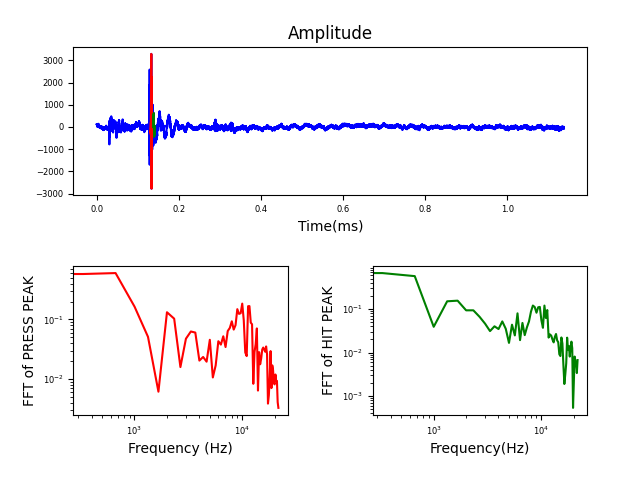 Amplitude
3000
2000
1000
0
−1000
−2000
−3000
0.0 0.2 0.4 0.6 0.8 1.0
Time(ms)
FFT of PRESS PEAK
10⁻¹
10⁻²
10³ 10⁴
Frequency (Hz)
FFT of HIT PEAK
10⁻¹
10⁻²
10⁻³
10³ 10⁴
Frequency(Hz)